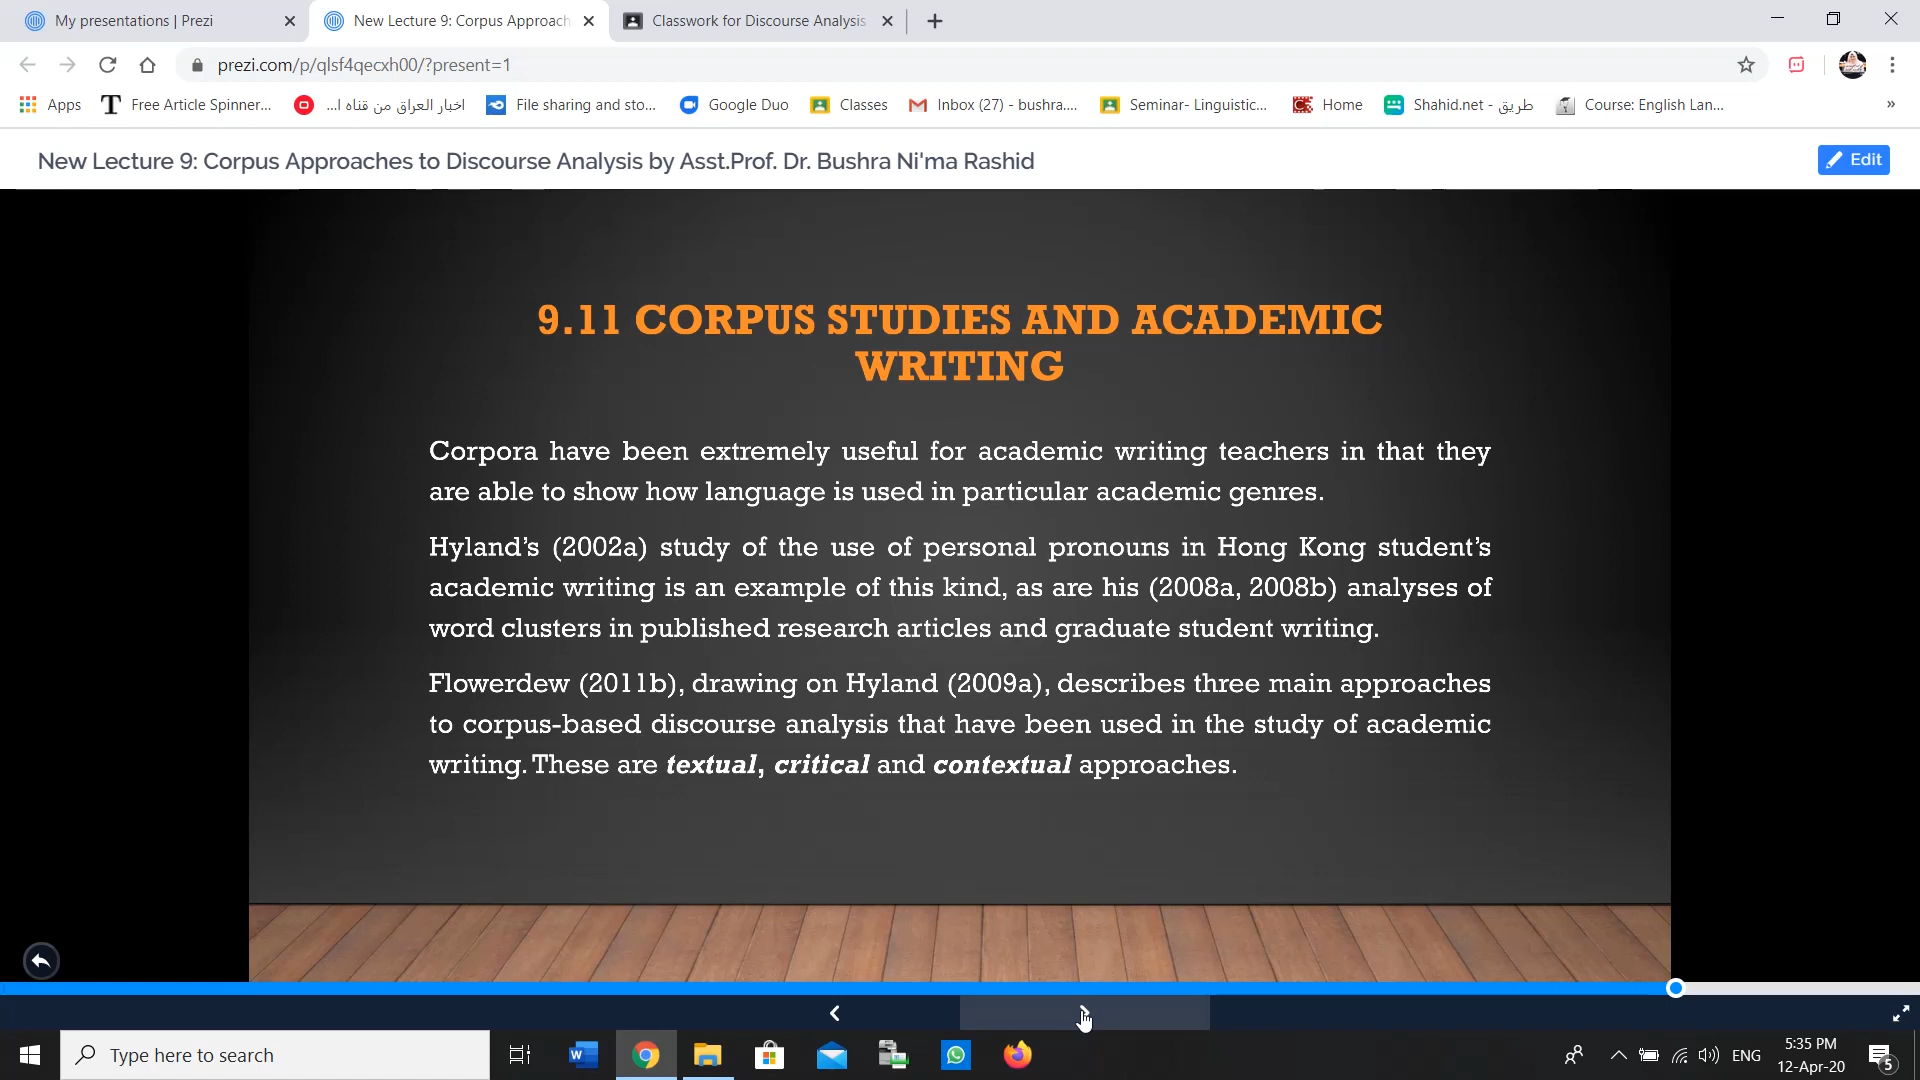 My presentations | Prezi
New Lecture 9: Corpus Approach
Classwork for Discourse Analysis
prezi.com/p/qlsf4qecxh00/?present=1
Apps
Free Article Spinner...
اخبار العراق من قناه ا...
File sharing and sto...
Google Duo
Classes
Inbox (27) - bushra....
Seminar- Linguistic...
Home
Shahid.net - طريق
Course: English Lan...
»
New Lecture 9: Corpus Approaches to Discourse Analysis by Asst.Prof. Dr. Bushra Ni'ma Rashid
Edit
9.11 CORPUS STUDIES AND ACADEMIC
WRITING
Corpora have been extremely useful for academic writing teachers in that they
are able to show how language is used in particular academic genres.
Hyland’s (2002a) study of the use of personal pronouns in Hong Kong student’s
academic writing is an example of this kind, as are his (2008a, 2008b) analyses of
word clusters in published research articles and graduate student writing.
Flowerdew (2011b), drawing on Hyland (2009a), describes three main approaches
to corpus-based discourse analysis that have been used in the study of academic
writing. These are textual, critical and contextual approaches.
Type here to search
ENG
5:35 PM
12-Apr-20
5